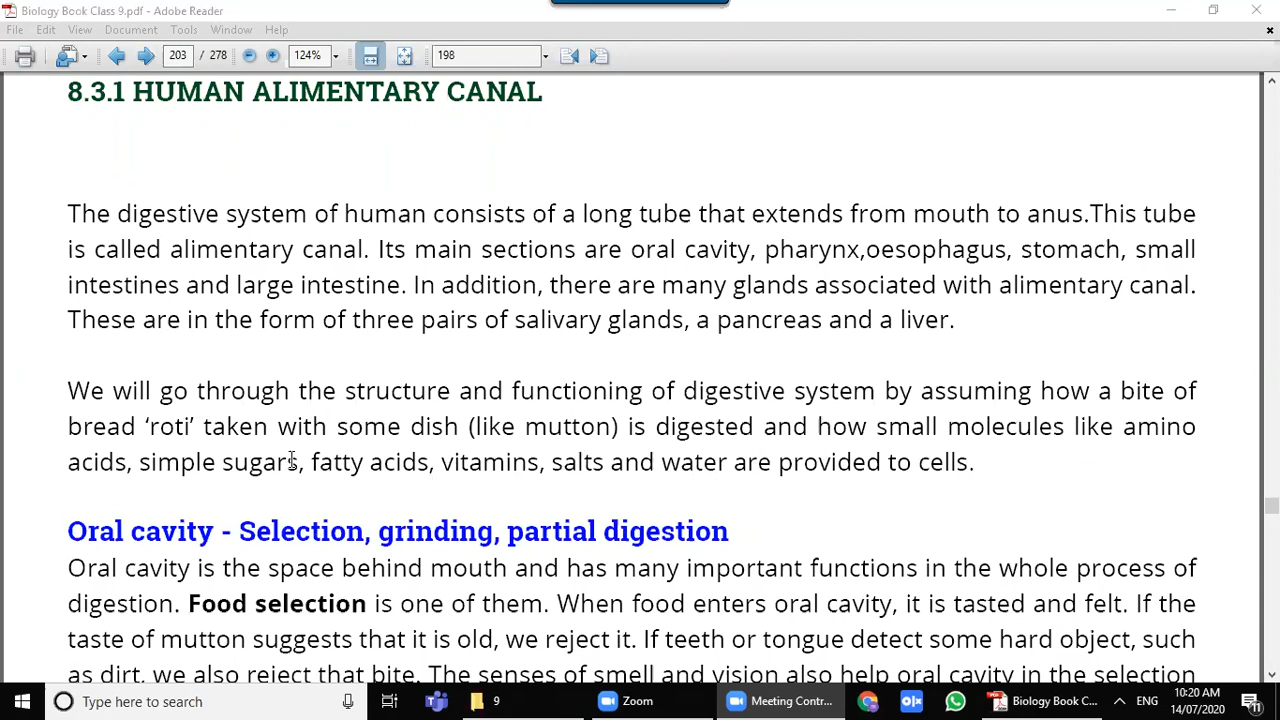 Biology Book Class 9.pdf - Adobe Reader
File Edit View Document Tools Window Help
203 / 278 124% 198
8.3.1 HUMAN ALIMENTARY CANAL
The digestive system of human consists of a long tube that extends from mouth to anus.This tube
is called alimentary canal. Its main sections are oral cavity, pharynx,oesophagus, stomach, small
intestines and large intestine. In addition, there are many glands associated with alimentary canal.
These are in the form of three pairs of salivary glands, a pancreas and a liver.
We will go through the structure and functioning of digestive system by assuming how a bite of
bread ‘roti’ taken with some dish (like mutton) is digested and how small molecules like amino
acids, simple sugars, fatty acids, vitamins, salts and water are provided to cells.
Oral cavity - Selection, grinding, partial digestion
Oral cavity is the space behind mouth and has many important functions in the whole process of
digestion. Food selection is one of them. When food enters oral cavity, it is tasted and felt. If the
taste of mutton suggests that it is old, we reject it. If teeth or tongue detect some hard object, such
as dirt, we also reject that bite. The senses of smell and vision also help oral cavity in the selection
Type here to search 9 Zoom Meeting Contr... Biology Book Class... ENG 10:20 AM
14/07/2020